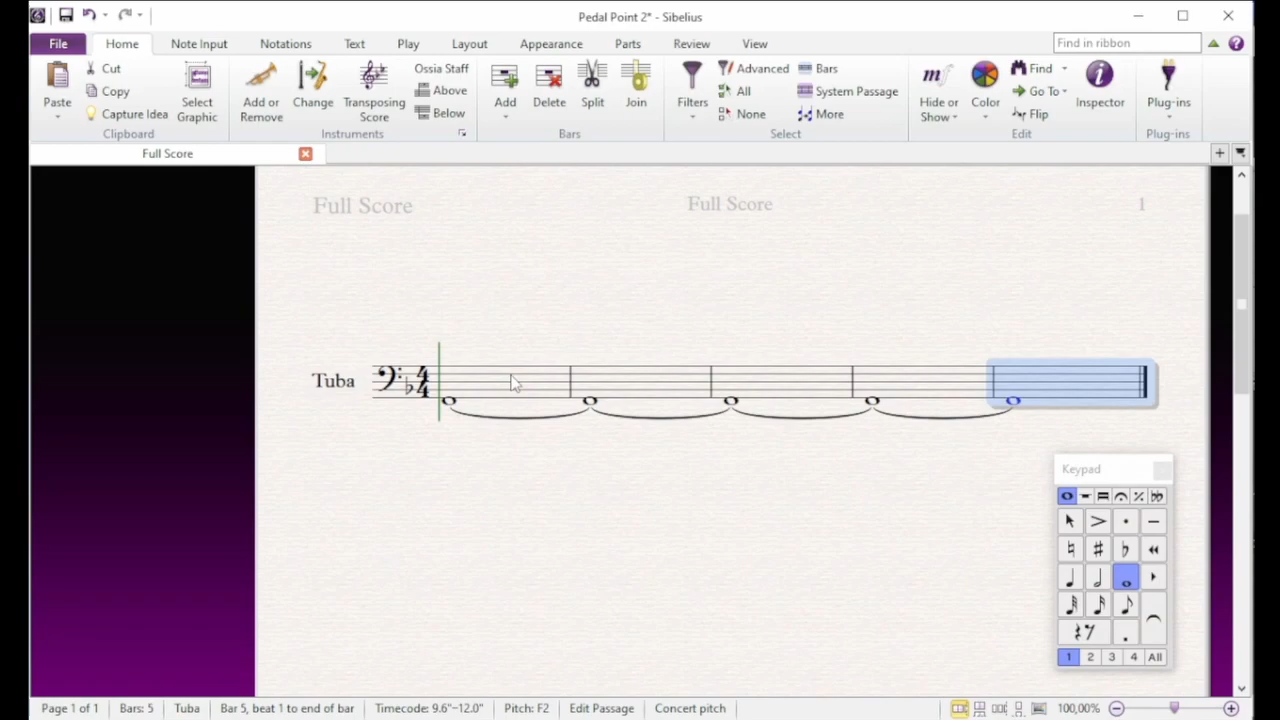 Pedal Point 2* - Sibelius
File Home Note Input Notations Text Play Layout Appearance Parts Review View Find in ribbon
Paste Cut Copy Capture Idea Select Graphic
Clipboard
Add or Remove Change Transposing Score Ossia Staff Above Below
Instruments
Add Delete Split Join
Bars
Filters Advanced All None Bars System Passage More
Select
Hide or Show Color Find Go To Flip Inspector
Edit
Plug-ins
Plug-ins
Full Score
Full Score Full Score 1
Tuba
Keypad
1 2 3 4 All
Page 1 of 1 Bars: 5 Tuba Bar 5, beat 1 to end of bar Timecode: 9.6"−12.0" Pitch: F2 Edit Passage Concert pitch 100,00%